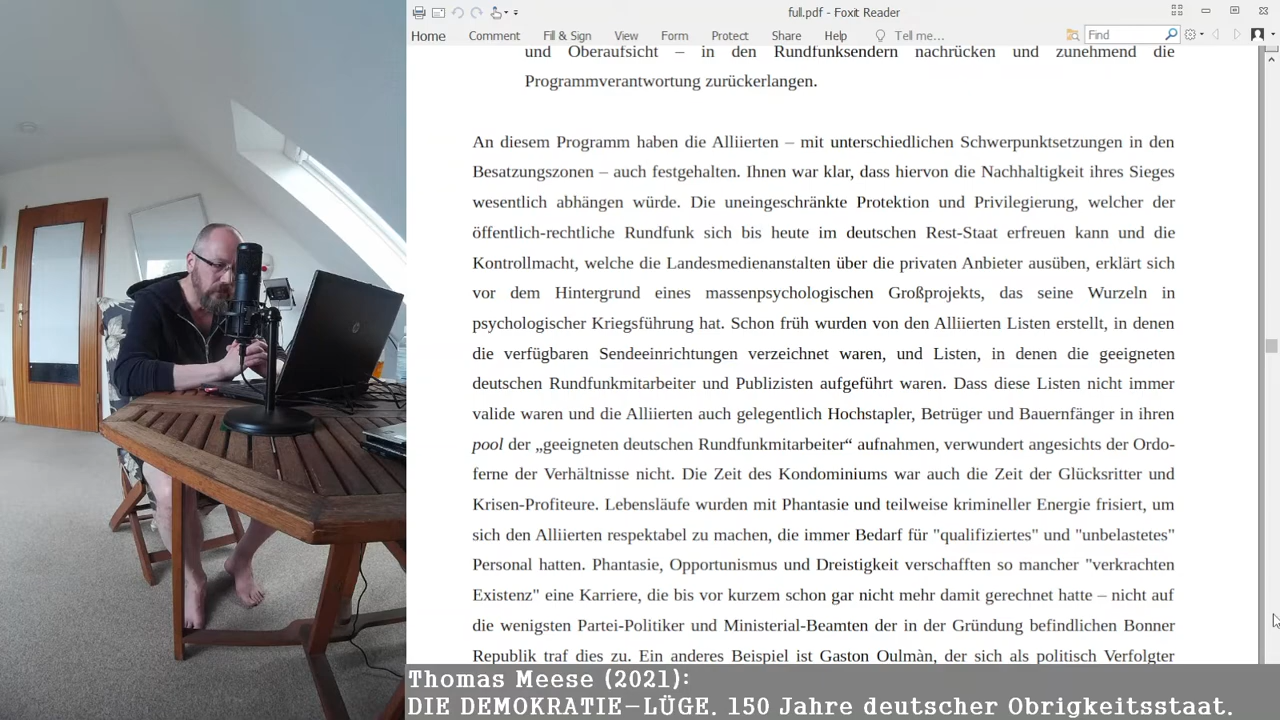 full.pdf - Foxit Reader
Home Comment Fill & Sign View Form Protect Share Help Tell me... Find
und Oberaufsicht – in den Rundfunksendern nachrücken und zunehmend die
Programmverantwortung zurückerlangen.
An diesem Programm haben die Alliierten – mit unterschiedlichen Schwerpunktsetzungen in den
Besatzungszonen – auch festgehalten. Ihnen war klar, dass hiervon die Nachhaltigkeit ihres Sieges
wesentlich abhängen würde. Die uneingeschränkte Protektion und Privilegierung, welcher der
öffentlich-rechtliche Rundfunk sich bis heute im deutschen Rest-Staat erfreuen kann und die
Kontrollmacht, welche die Landesmedienanstalten über die privaten Anbieter ausüben, erklärt sich
vor dem Hintergrund eines massenpsychologischen Großprojekts, das seine Wurzeln in
psychologischer Kriegsführung hat. Schon früh wurden von den Alliierten Listen erstellt, in denen
die verfügbaren Sendeeinrichtungen verzeichnet waren, und Listen, in denen die geeigneten
deutschen Rundfunkmitarbeiter und Publizisten aufgeführt waren. Dass diese Listen nicht immer
valide waren und die Alliierten auch gelegentlich Hochstapler, Betrüger und Bauernfänger in ihren
pool der „geeigneten deutschen Rundfunkmitarbeiter“ aufnahmen, verwundert angesichts der Ordo-
ferne der Verhältnisse nicht. Die Zeit des Kondominiums war auch die Zeit der Glücksritter und
Krisen-Profiteure. Lebensläufe wurden mit Phantasie und teilweise krimineller Energie frisiert, um
sich den Alliierten respektabel zu machen, die immer Bedarf für "qualifiziertes" und "unbelastetes"
Personal hatten. Phantasie, Opportunismus und Dreistigkeit verschafften so mancher "verkrachten
Existenz" eine Karriere, die bis vor kurzem schon gar nicht mehr damit gerechnet hatte – nicht auf
die wenigsten Partei-Politiker und Ministerial-Beamten der in der Gründung befindlichen Bonner
Republik traf dies zu. Ein anderes Beispiel ist Gaston Oulmàn, der sich als politisch Verfolgter
Thomas Meese (2021):
DIE DEMOKRATIE-LÜGE. 150 Jahre deutscher Obrigkeitsstaat.